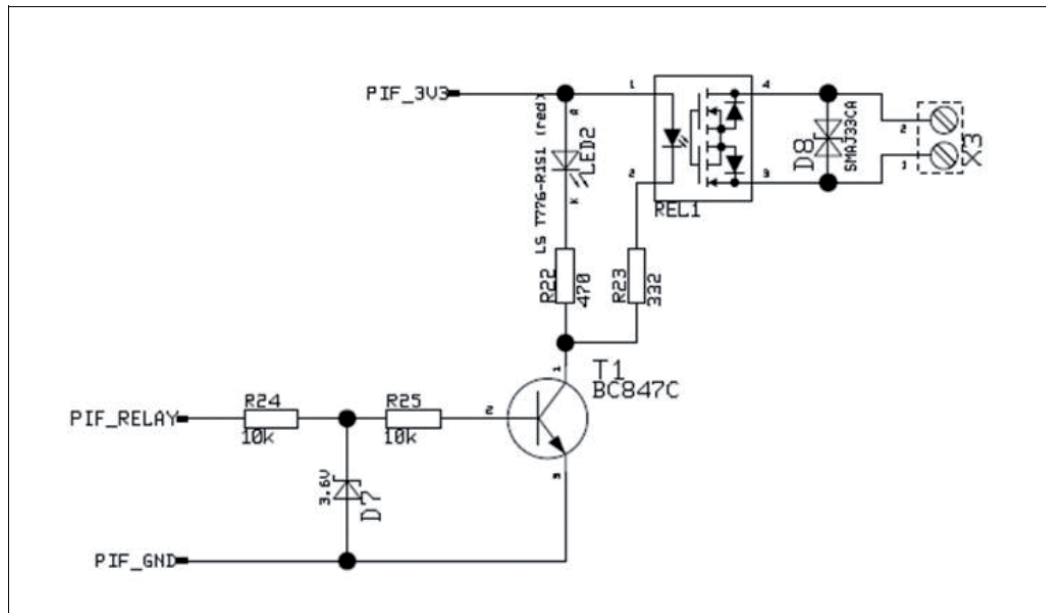 PIF_3V3
1
4
A
LS T776-R1S1 (red)
LED2
K
2
3
REL1
D8
SMAJ33CA
2
1
X3
R22
470
R23
332
1
T1
BC847C
PIF_RELAY
R24
10k
R25
10k
2
3
3.6V
D7
PIF_GND